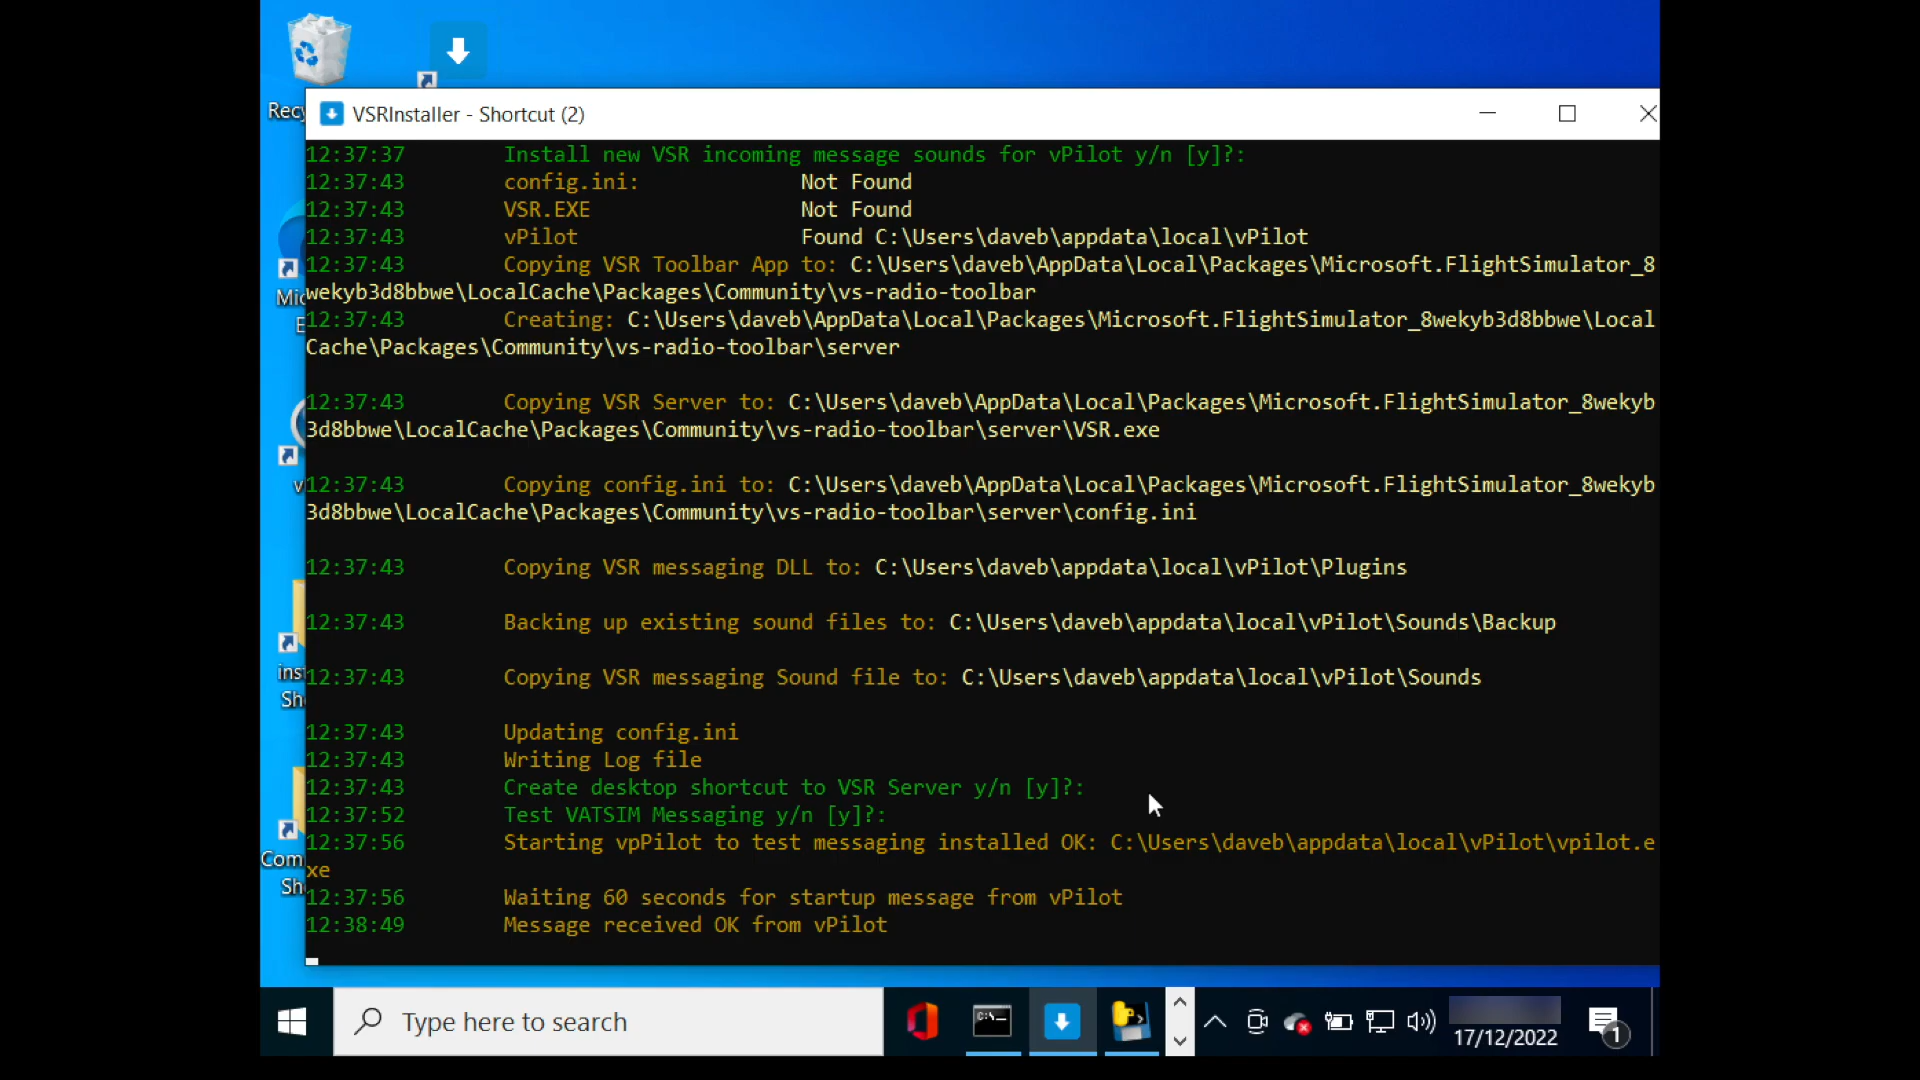 VSRInstaller - Shortcut (2)
12:37:37 Install new VSR incoming message sounds for vPilot y/n [y]?:
12:37:43 config.ini: Not Found
12:37:43 VSR.EXE Not Found
12:37:43 vPilot Found C:\Users\daveb\appdata\local\vPilot
12:37:43 Copying VSR Toolbar App to: C:\Users\daveb\AppData\Local\Packages\Microsoft.FlightSimulator_8
wekyb3d8bbwe\LocalCache\Packages\Community\vs-radio-toolbar
12:37:43 Creating: C:\Users\daveb\AppData\Local\Packages\Microsoft.FlightSimulator_8wekyb3d8bbwe\Local
Cache\Packages\Community\vs-radio-toolbar\server
12:37:43 Copying VSR Server to: C:\Users\daveb\AppData\Local\Packages\Microsoft.FlightSimulator_8wekyb
3d8bbwe\LocalCache\Packages\Community\vs-radio-toolbar\server\VSR.exe
12:37:43 Copying config.ini to: C:\Users\daveb\AppData\Local\Packages\Microsoft.FlightSimulator_8wekyb
3d8bbwe\LocalCache\Packages\Community\vs-radio-toolbar\server\config.ini
12:37:43 Copying VSR messaging DLL to: C:\Users\daveb\appdata\local\vPilot\Plugins
12:37:43 Backing up existing sound files to: C:\Users\daveb\appdata\local\vPilot\Sounds\Backup
12:37:43 Copying VSR messaging Sound file to: C:\Users\daveb\appdata\local\vPilot\Sounds
12:37:43 Updating config.ini
12:37:43 Writing Log file
12:37:43 Create desktop shortcut to VSR Server y/n [y]?:
12:37:52 Test VATSIM Messaging y/n [y]?:
12:37:56 Starting vpPilot to test messaging installed OK: C:\Users\daveb\appdata\local\vPilot\vpilot.e
xe
12:37:56 Waiting 60 seconds for startup message from vPilot
12:38:49 Message received OK from vPilot
Recy
Mic
E
v
ins
Sh
Com
Sh
Type here to search
C:\_
17/12/2022
1